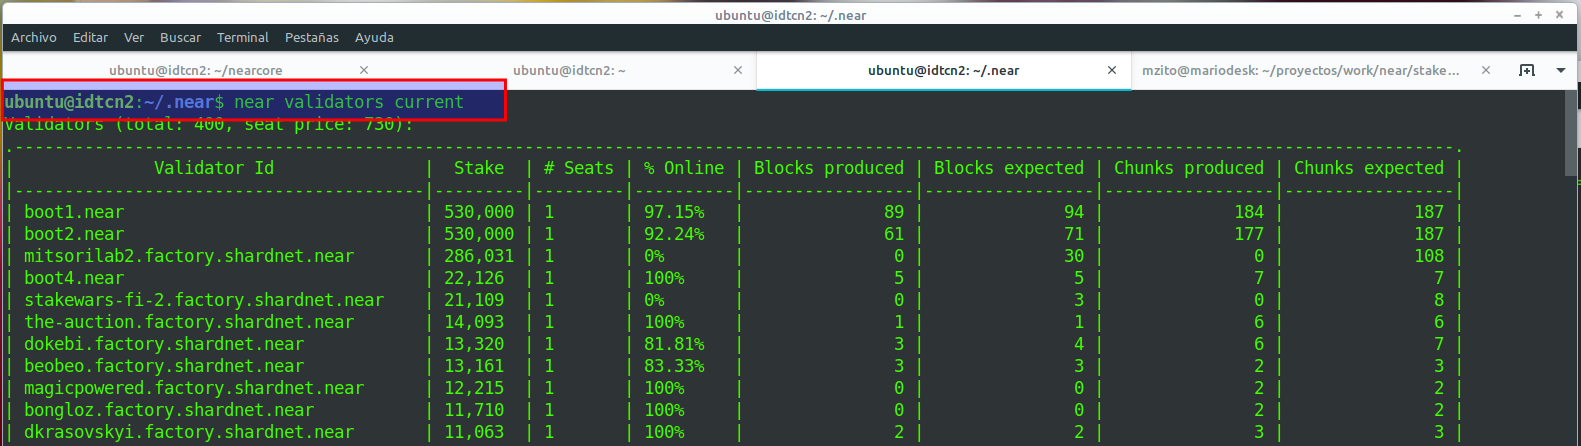 ubuntu@idtcn2: ~/.near
Archivo Editar Ver Buscar Terminal Pestañas Ayuda
ubuntu@idtcn2: ~/nearcore ubuntu@idtcn2: ~ ubuntu@idtcn2: ~/.near mzito@mariodesk: ~/proyectos/work/near/stake...
ubuntu@idtcn2:~/.near$ near validators current
Validators (total: 400, seat price: 730):
| Validator Id | Stake | # Seats | % Online | Blocks produced | Blocks expected | Chunks produced | Chunks expected |
| boot1.near | 530,000 | 1 | 97.15% | 89 | 94 | 184 | 187 |
| boot2.near | 530,000 | 1 | 92.24% | 61 | 71 | 177 | 187 |
| mitsorilab2.factory.shardnet.near | 286,031 | 1 | 0% | 0 | 30 | 0 | 108 |
| boot4.near | 22,126 | 1 | 100% | 5 | 5 | 7 | 7 |
| stakewars-fi-2.factory.shardnet.near | 21,109 | 1 | 0% | 0 | 3 | 0 | 8 |
| the-auction.factory.shardnet.near | 14,093 | 1 | 100% | 1 | 1 | 6 | 6 |
| dokebi.factory.shardnet.near | 13,320 | 1 | 81.81% | 3 | 4 | 6 | 7 |
| beobeo.factory.shardnet.near | 13,161 | 1 | 83.33% | 3 | 3 | 2 | 3 |
| magicpowered.factory.shardnet.near | 12,215 | 1 | 100% | 0 | 0 | 2 | 2 |
| bongloz.factory.shardnet.near | 11,710 | 1 | 100% | 0 | 0 | 2 | 2 |
| dkrasovskyi.factory.shardnet.near | 11,063 | 1 | 100% | 2 | 2 | 3 | 3 |